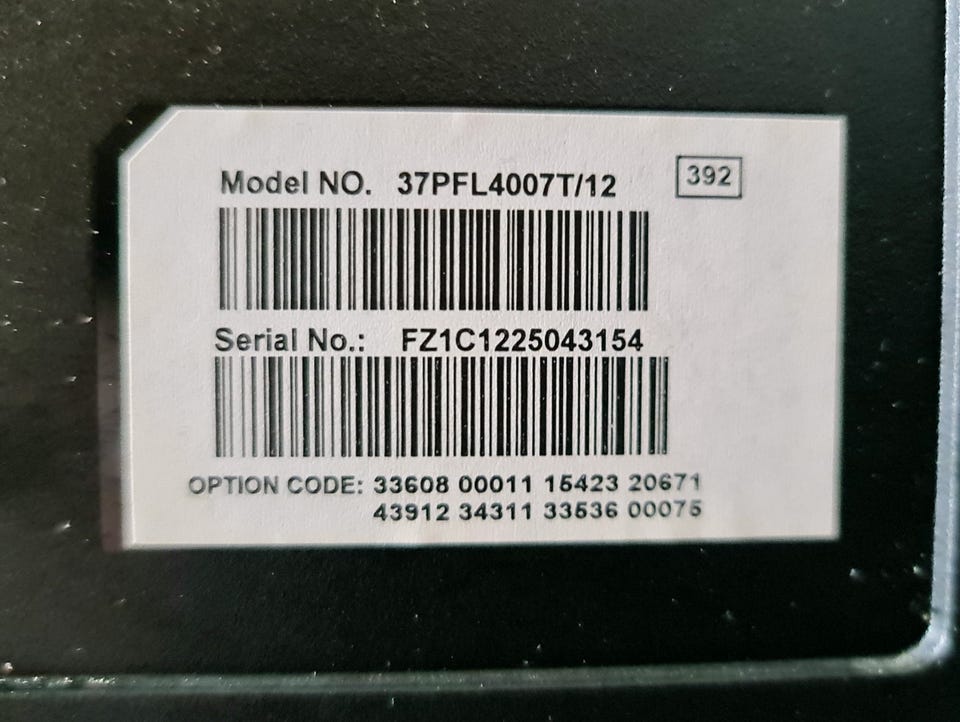 Model NO. 37PFL4007T/12 392
Serial No.: FZ1C1225043154
OPTION CODE: 33608 00011 15423 20671
43912 34311 33536 00075